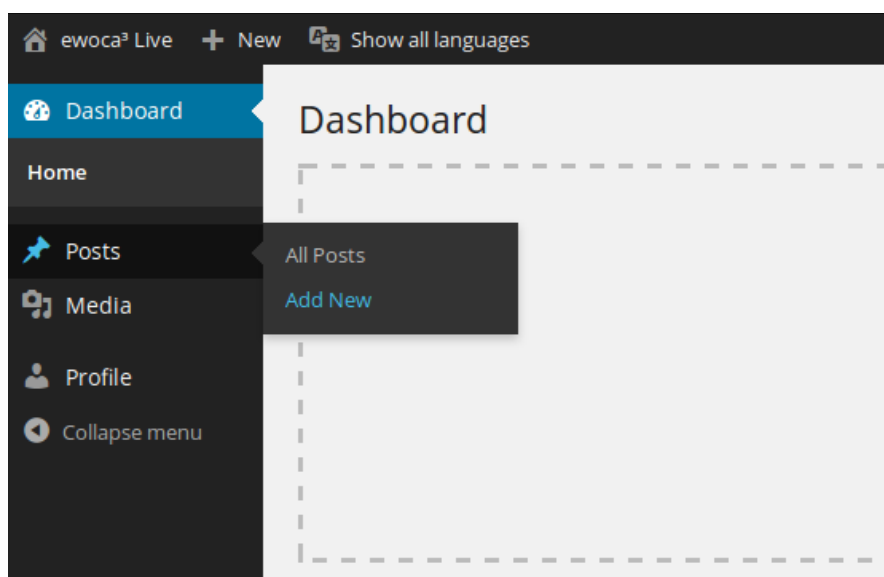 ewoca³ Live New Show all languages
Dashboard
Dashboard
Home
Posts
All Posts
Add New
Media
Profile
Collapse menu